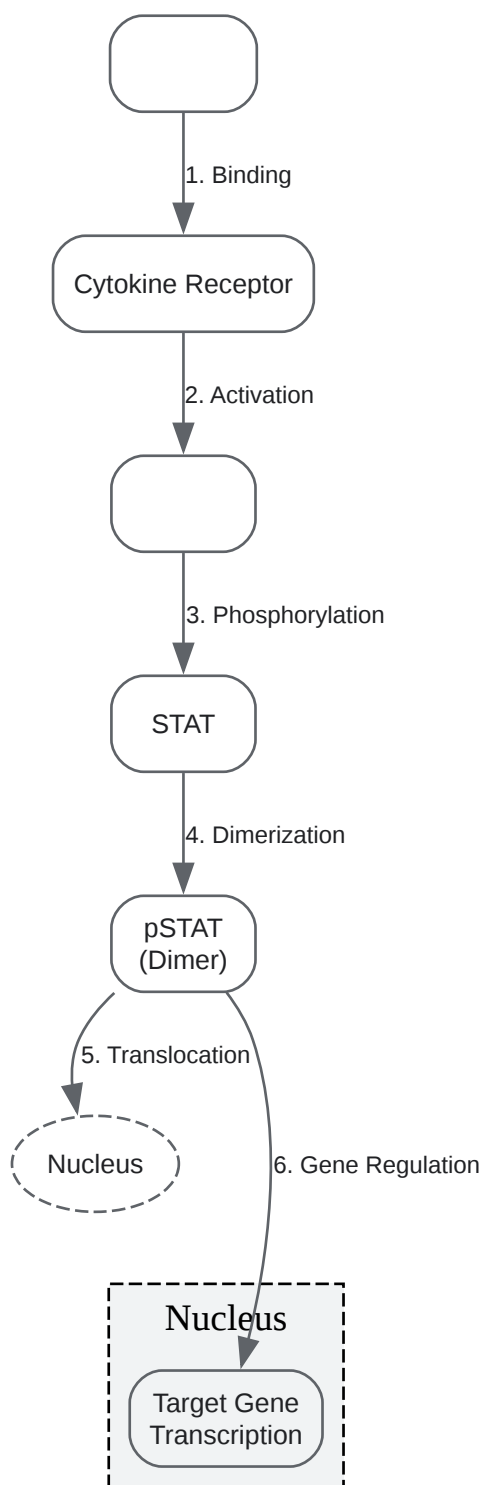 1. Binding
Cytokine Receptor
2. Activation
3. Phosphorylation
STAT
4. Dimerization
pSTAT
(Dimer)
5. Translocation
Nucleus
6. Gene Regulation
Nucleus
Target Gene
Transcription